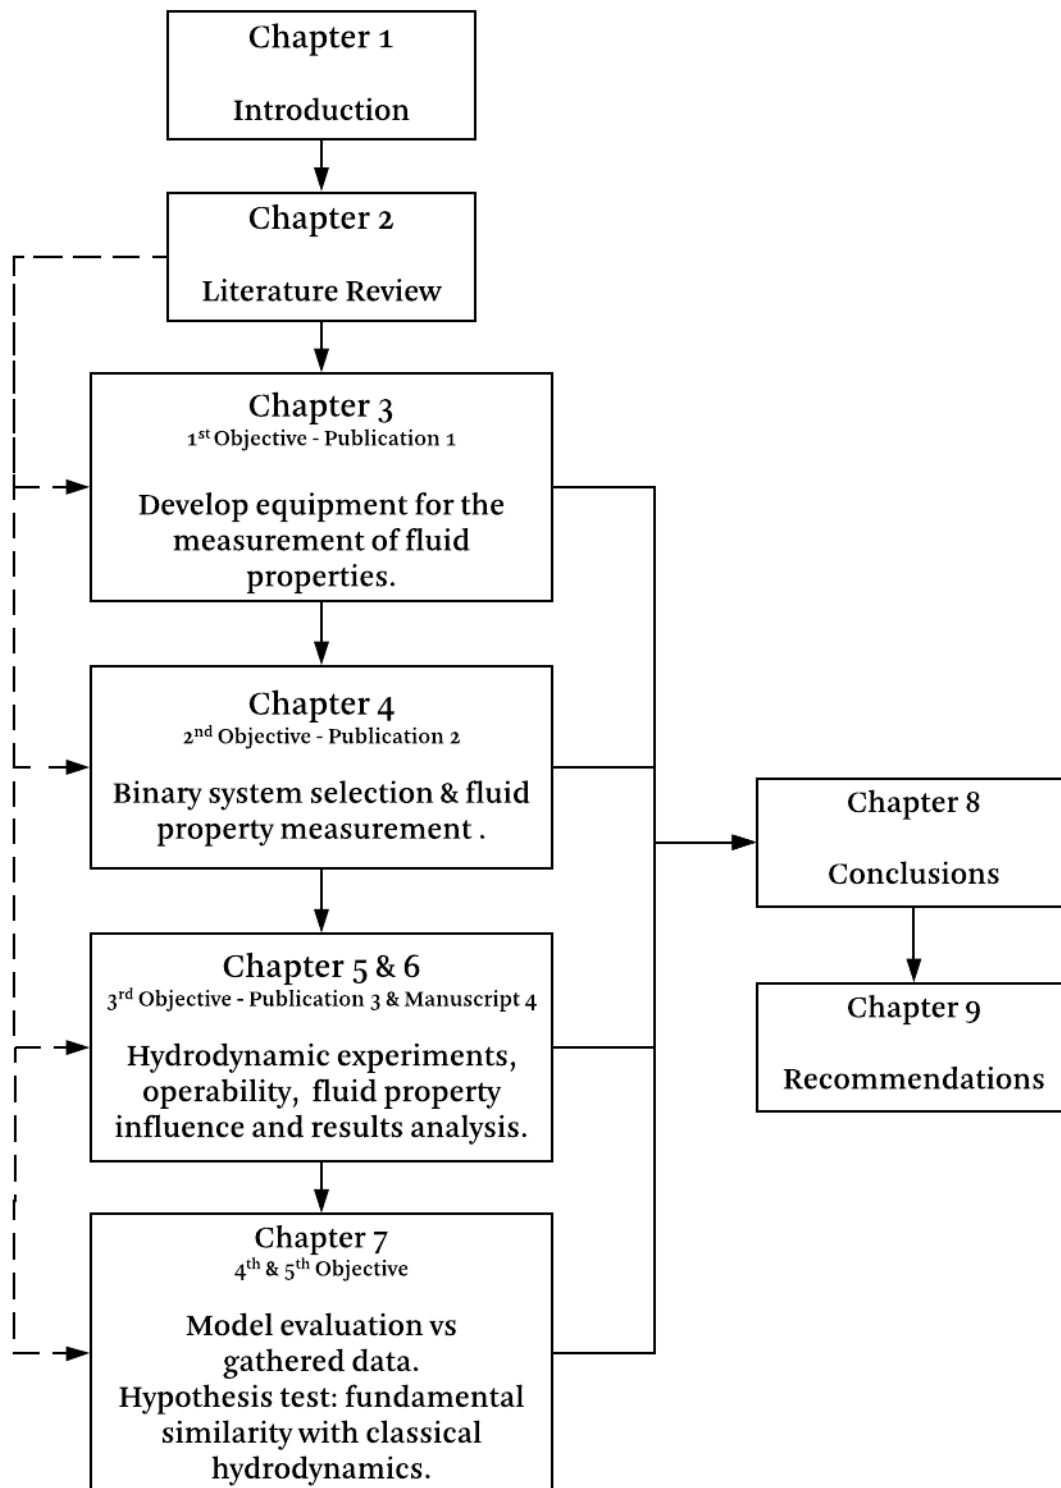 Chapter 1
Introduction
Chapter 2
Literature Review
Chapter 3
1st Objective - Publication 1
Develop equipment for the
measurement of fluid
properties.
Chapter 4
2nd Objective - Publication 2
Binary system selection & fluid
property measurement .
Chapter 5 & 6
3rd Objective - Publication 3 & Manuscript 4
Hydrodynamic experiments,
operability, fluid property
influence and results analysis.
Chapter 7
4th & 5th Objective
Model evaluation vs
gathered data.
Hypothesis test: fundamental
similarity with classical
hydrodynamics.
Chapter 8
Conclusions
Chapter 9
Recommendations